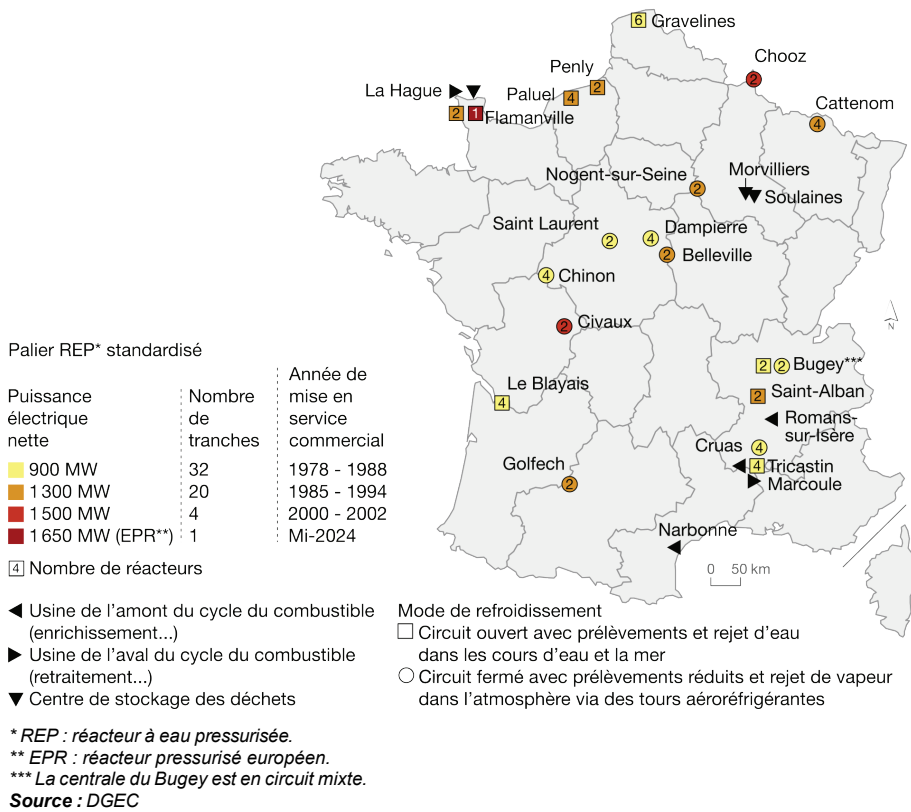 6 Gravelines
Chooz
2
Penly
2
La Hague
Paluel 4
Cattenom
4
2 1 Flamanville
Morvilliers
Nogent-sur-Seine
2
Soulaines
Saint Laurent
2
4 Dampierre
2 Belleville
4 Chinon
2 Civaux
N
2 2 Bugey***
Le Blayais
4
2 Saint-Alban
Romans-
sur-Isère
Cruas 4
4 Tricastin
Marcoule
Golfech
2
Narbonne
0 50 km
Palier REP* standardisé
Puissance
électrique
nette
Nombre
de
tranches
Année de
mise en
service
commercial
900 MW 32 1978 - 1988
1 300 MW 20 1985 - 1994
1 500 MW 4 2000 - 2002
1 650 MW (EPR**) 1 Mi-2024
4 Nombre de réacteurs
Usine de l'amont du cycle du combustible
(enrichissement...)
Usine de l'aval du cycle du combustible
(retraitement...)
Centre de stockage des déchets
Mode de refroidissement
Circuit ouvert avec prélèvements et rejet d'eau
dans les cours d'eau et la mer
Circuit fermé avec prélèvements réduits et rejet de vapeur
dans l'atmosphère via des tours aéroréfrigérantes
* REP : réacteur à eau pressurisée.
** EPR : réacteur pressurisé européen.
*** La centrale du Bugey est en circuit mixte.
Source : DGEC